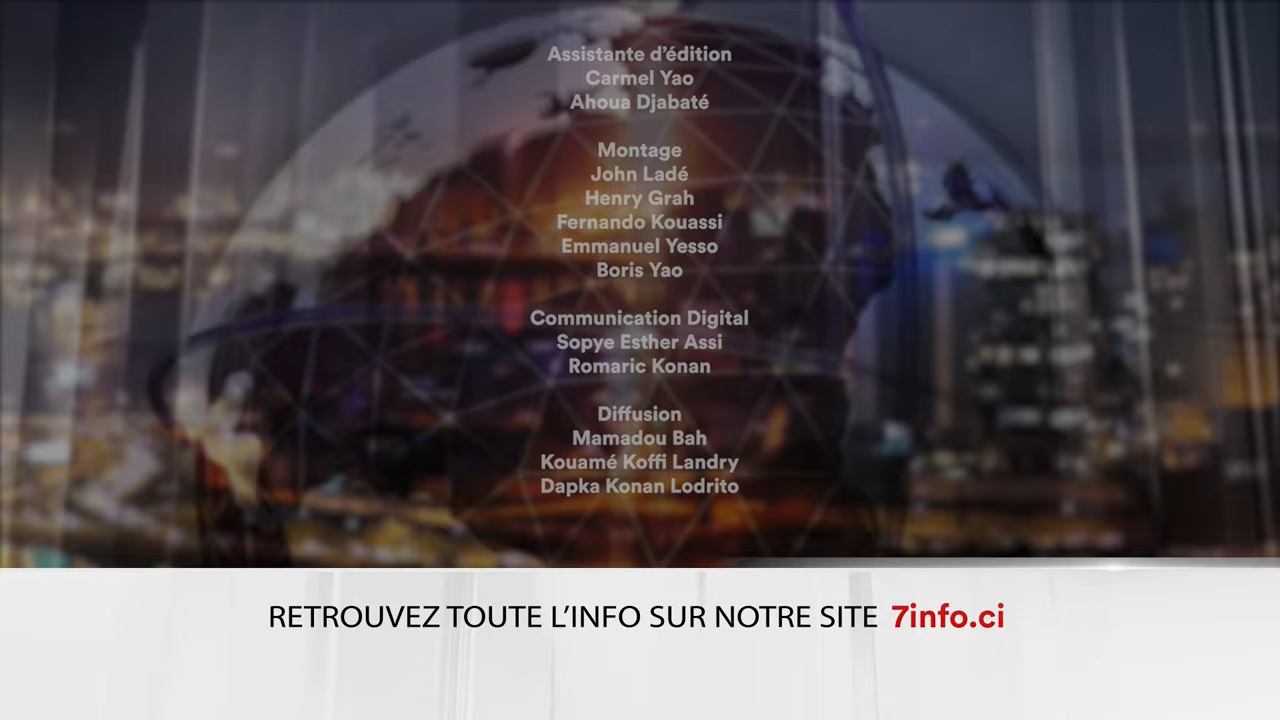 Assistante d’édition
Carmel Yao
Ahoua Djabaté
Montage
John Ladé
Henry Grah
Fernando Kouassi
Emmanuel Yesso
Boris Yao
Communication Digital
Sopye Esther Assi
Romaric Konan
Diffusion
Mamadou Bah
Kouamé Koffi Landry
Dapka Konan Lodrito
RETROUVEZ TOUTE L’INFO SUR NOTRE SITE 7info.ci